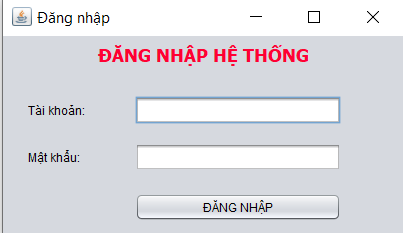 Đăng nhập
ĐĂNG NHẬP HỆ THỐNG
Tài khoản:
Mật khẩu:
ĐĂNG NHẬP